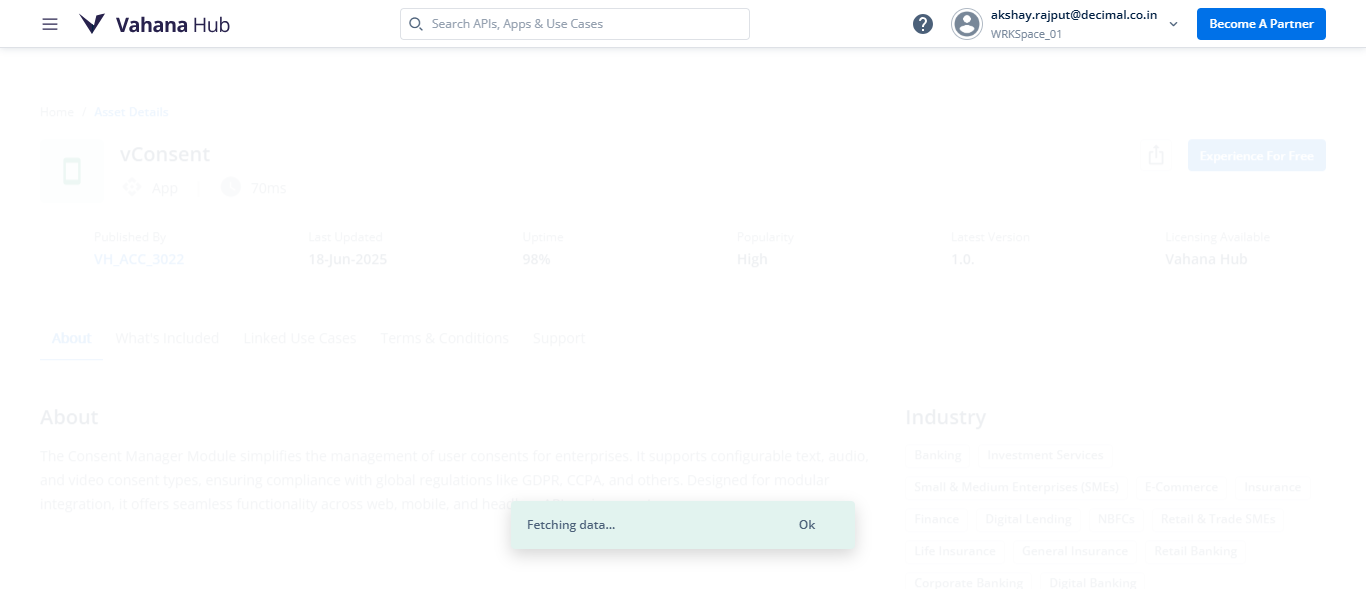 Vahana Hub
Search APIs, Apps & Use Cases
akshay.rajput@decimal.co.in
WRKSpace_01
Become A Partner
Home / Asset Details
vConsent
App
70ms
Experience For Free
Published By
VH_ACC_3022
Last Updated
18-Jun-2025
Uptime
98%
Popularity
High
Latest Version
1.0.
Licensing Available
Vahana Hub
About
What's Included
Linked Use Cases
Terms & Conditions
Support
About
The Consent Manager Module simplifies the management of user consents for enterprises. It supports configurable text, audio,
and video consent types, ensuring compliance with global regulations like GDPR, CCPA, and others. Designed for modular
integration, it offers seamless functionality across web, mobile, and
Industry
Banking Investment Services
Small & Medium Enterprises (SMEs) E-Commerce Insurance
Finance Digital Lending NBFCs Retail & Trade SMEs
Life Insurance General Insurance Retail Banking
Corporate Banking Digital Banking
Fetching data...
Ok